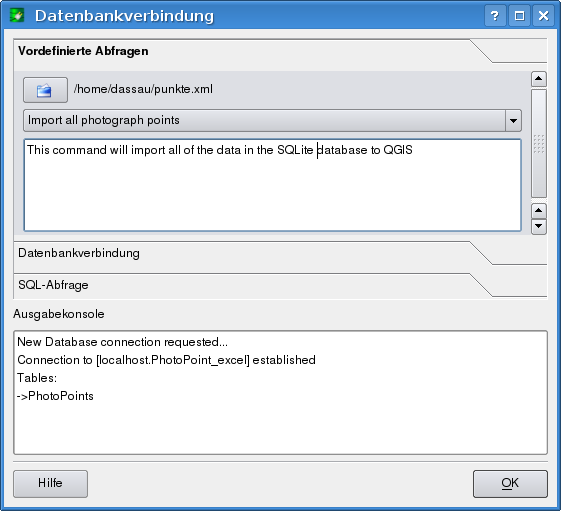 Datenbankverbindung
Vordefinierte Abfragen
/home/dassau/punkte.xml
Import all photograph points
This command will import all of the data in the SQLite database to QGIS
Datenbankverbindung
SQL-Abfrage
Ausgabekonsole
New Database connection requested...
Connection to [localhost.PhotoPoint_excel] established
Tables:
->PhotoPoints
Hilfe
OK